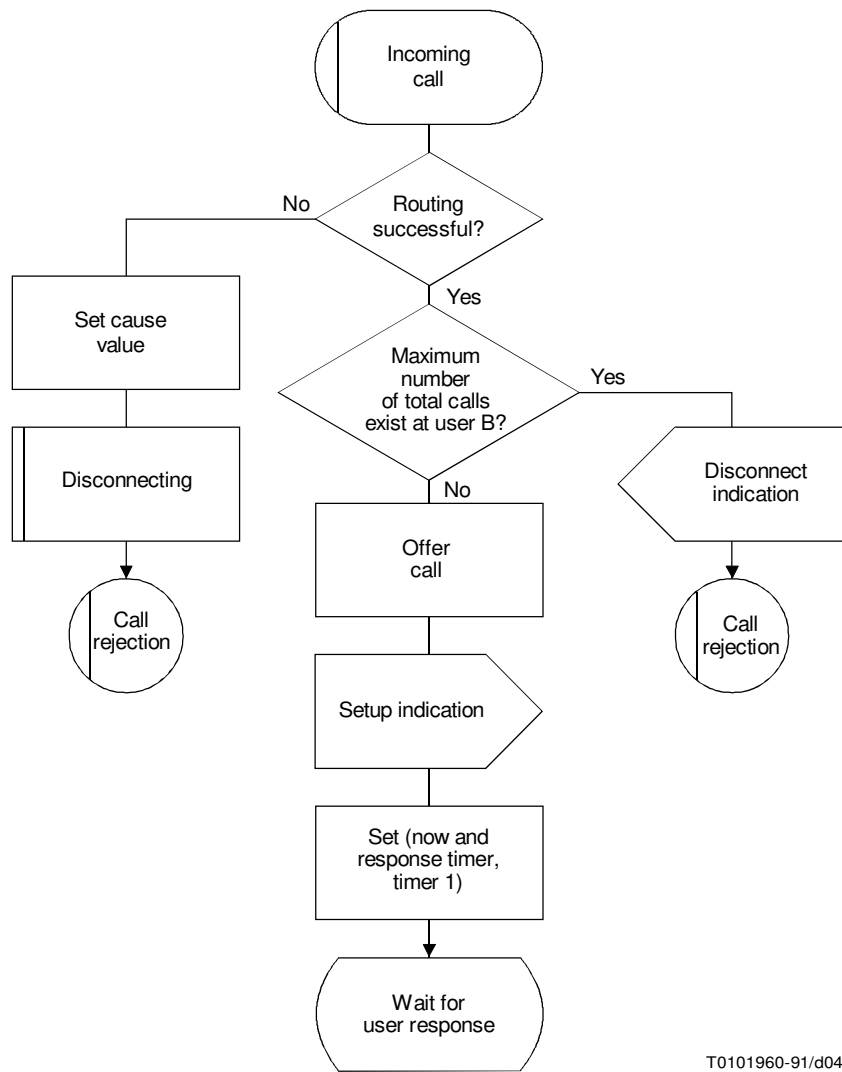 Incoming
call
No
Routing
successful?
Yes
Set cause
value
Maximum
number
of total calls
exist at user B?
Yes
Disconnecting
No
Disconnect
indication
Offer
call
Call
rejection
Call
rejection
Setup indication
Set (now and
response timer,
timer 1)
Wait for
user response
T0101960-91/d04